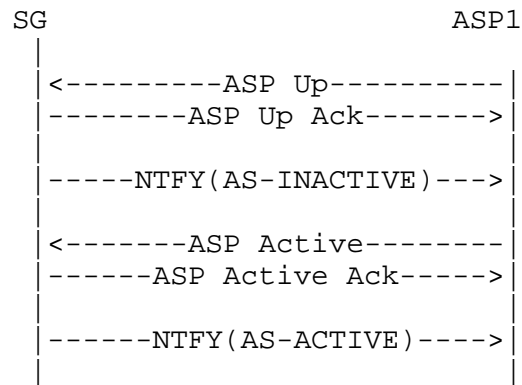 SG                       ASP1
 |
 |<---------ASP Up----------|
 |--------ASP Up Ack------->|
 |                          |
 |-----NTFY(AS-INACTIVE)--->|
 |                          |
 |<-------ASP Active--------|
 |------ASP Active Ack----->|
 |                          |
 |------NTFY(AS-ACTIVE)---->|
 |                          |